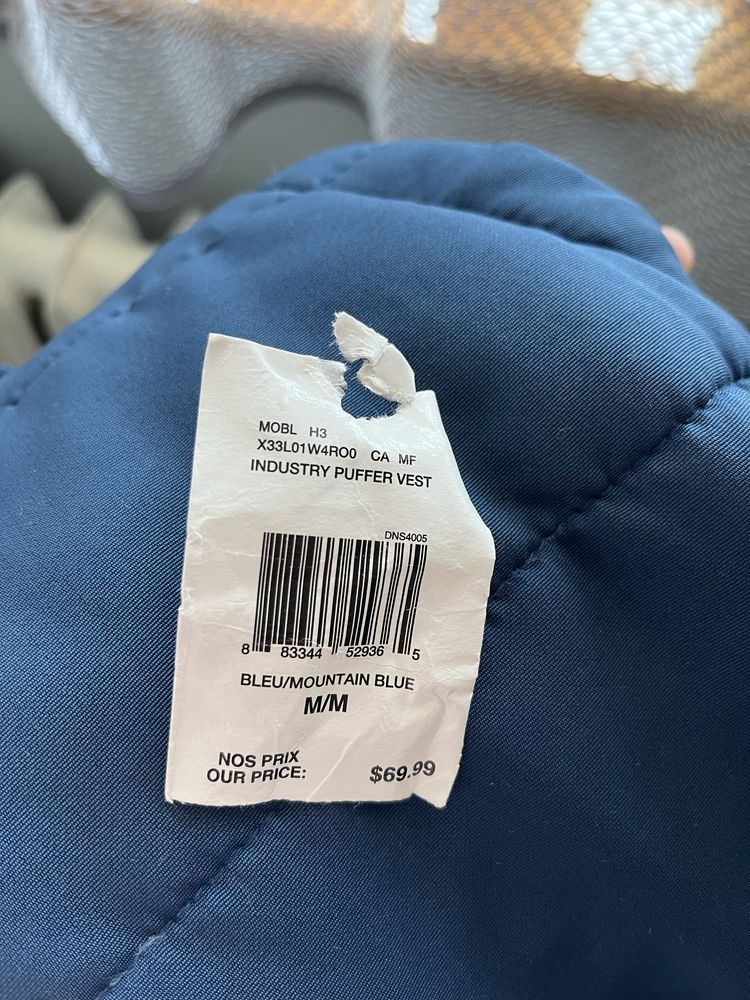 MOBL H3
X33L01W4RO0 CA MF
INDUSTRY PUFFER VEST
DNS4005
8 83344 52936 5
BLEU/MOUNTAIN BLUE
M/M
NOS PRIX
OUR PRICE: $69.99